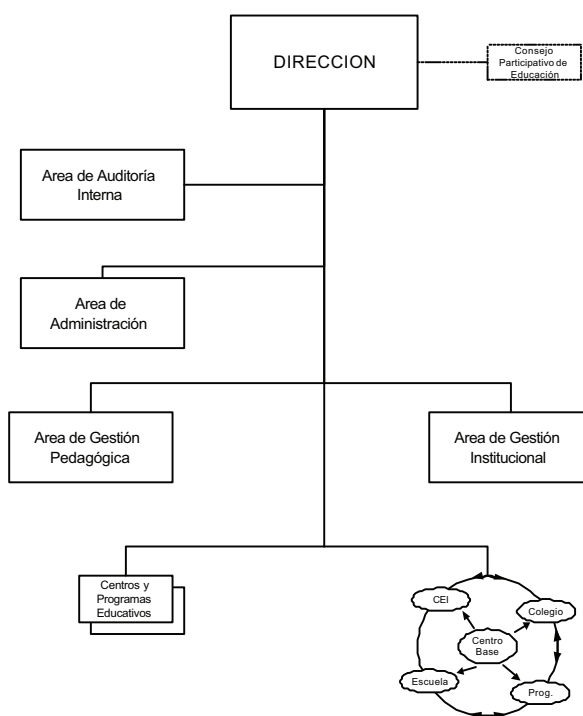 DIRECCION
Consejo
Participativo de
Educación
Area de Auditoría
Interna
Area de
Administración
Area de Gestión
Pedagógica
Area de Gestión
Institucional
Centros y
Programas
Educativos
CEI
Colegio
Centro
Base
Escuela
Prog.